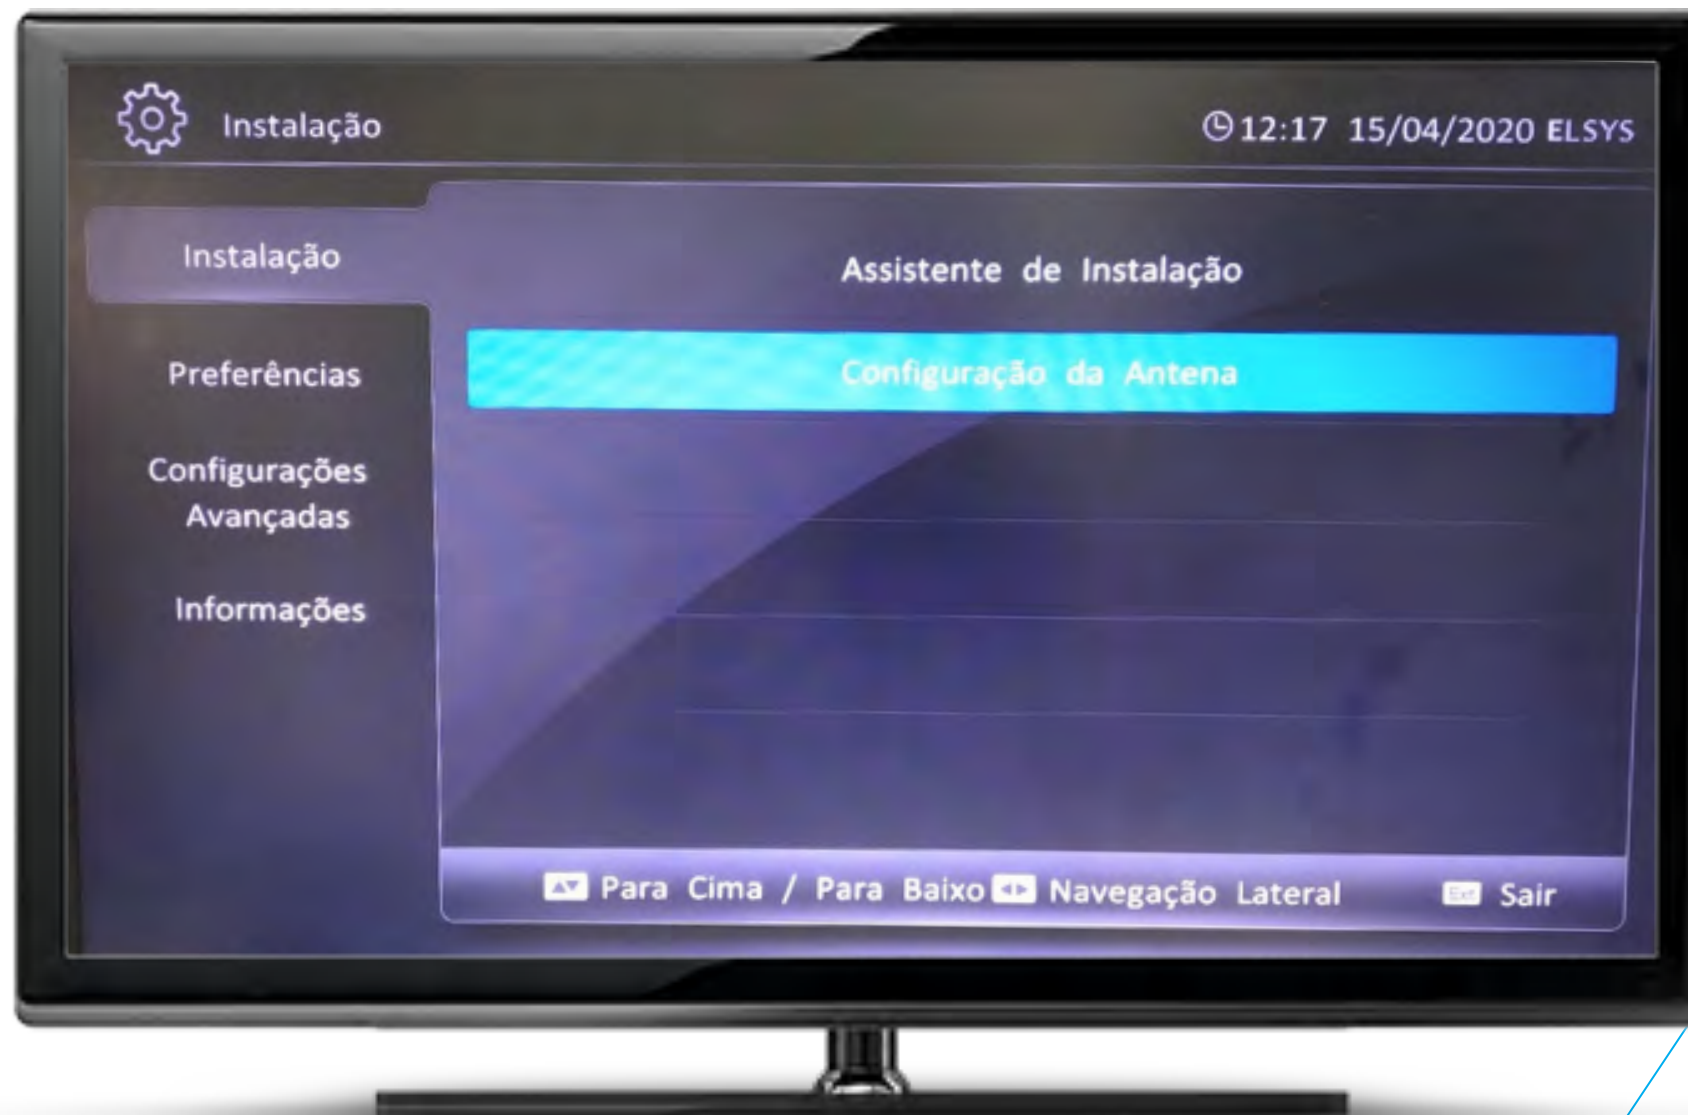 Instalação
12:17 15/04/2020 ELSYS
Instalação
Preferências
Configurações
Avançadas
Informações
Assistente de Instalação
Configuração da Antena
Para Cima / Para Baixo Navegação Lateral Exit Sair